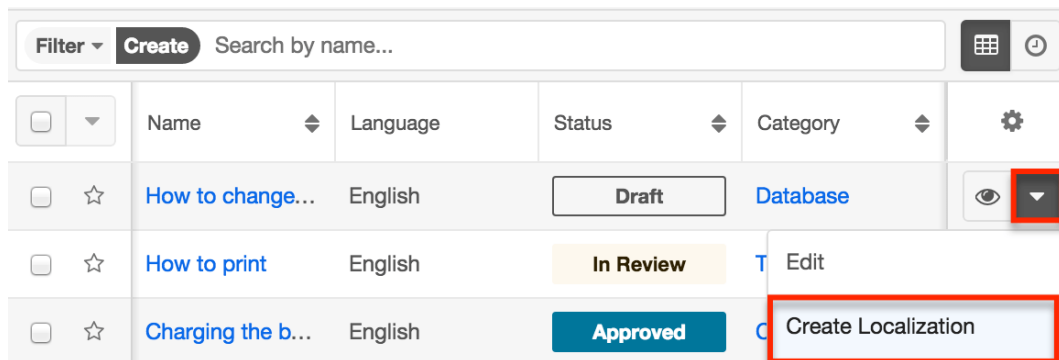 Filter Create Search by name...
Name Language Status Category
How to change... English Draft Database
How to print English In Review T Edit
Charging the b... English Approved C Create Localization